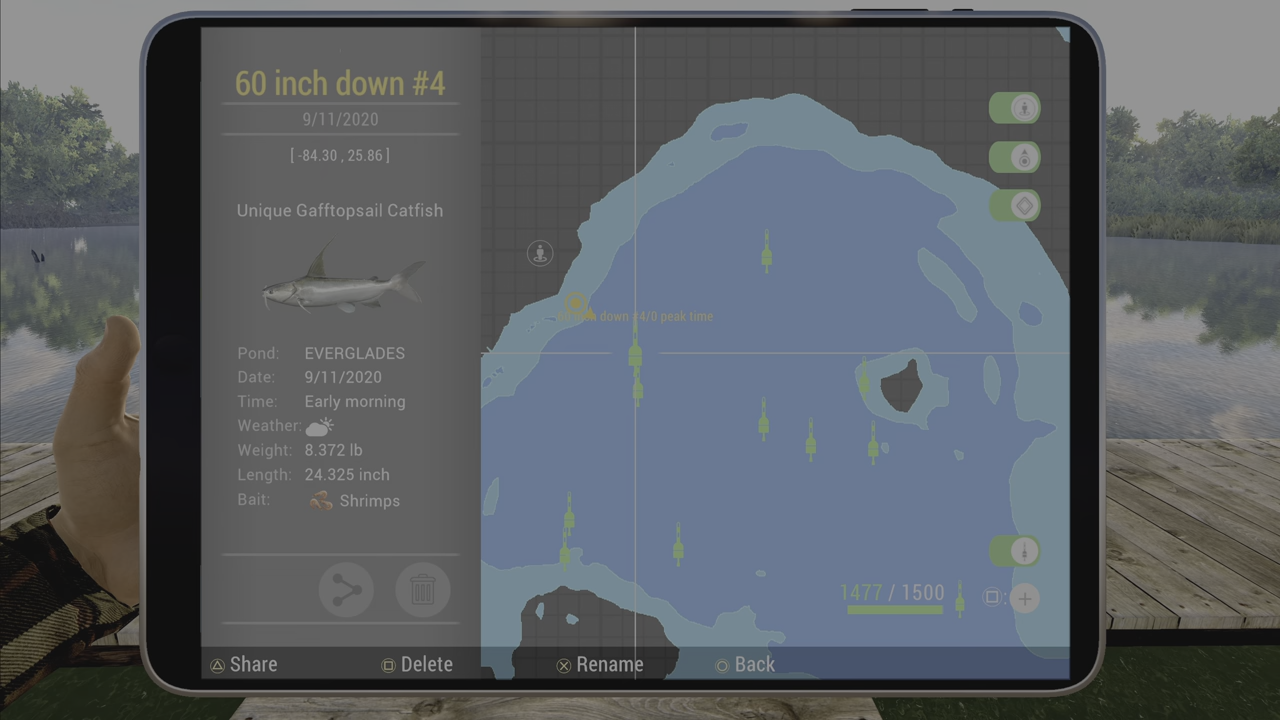 60 inch down #4
9/11/2020
[ -84.30 , 25.86 ]
Unique Gafftopsail Catfish
Pond: EVERGLADES
Date: 9/11/2020
Time: Early morning
Weather:
Weight: 8.372 lb
Length: 24.325 inch
Bait: Shrimps
down #4/0 peak time
1477 / 1500
Share
Delete
Rename
Back